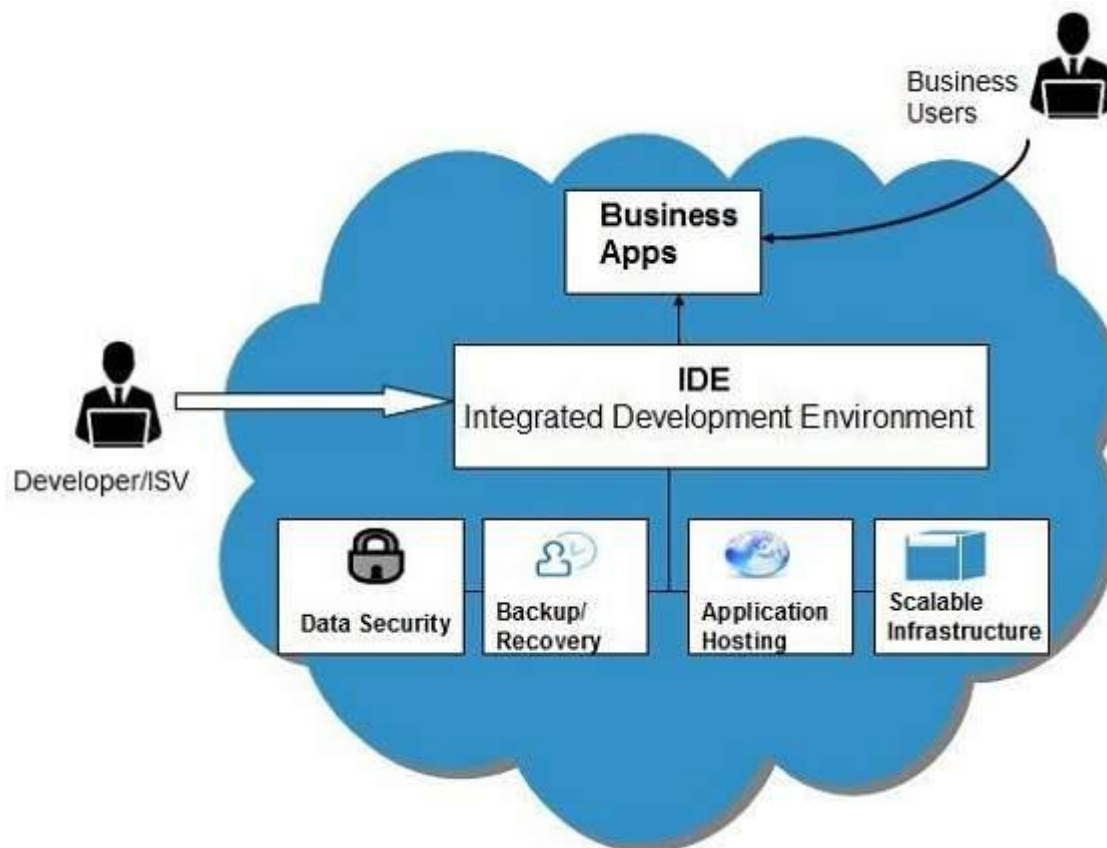 Business
Users
Business
Apps
IDE
Integrated Development Environment
Developer/ISV
Data Security
Backup/
Recovery
Application
Hosting
Scalable
Infrastructure